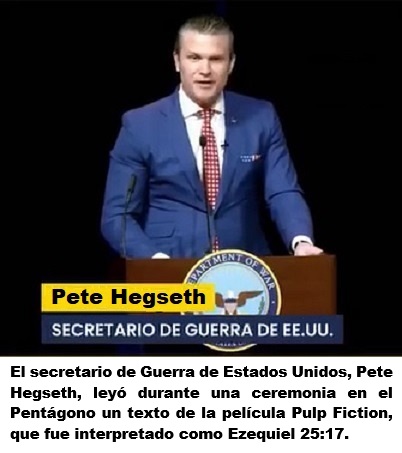 DEPARTMENT OF WAR
Pete Hegseth
SECRETARIO DE GUERRA DE EE.UU.
El secretario de Guerra de Estados Unidos, Pete
Hegseth, leyó durante una ceremonia en el
Pentágono un texto de la película Pulp Fiction,
que fue interpretado como Ezequiel 25:17.